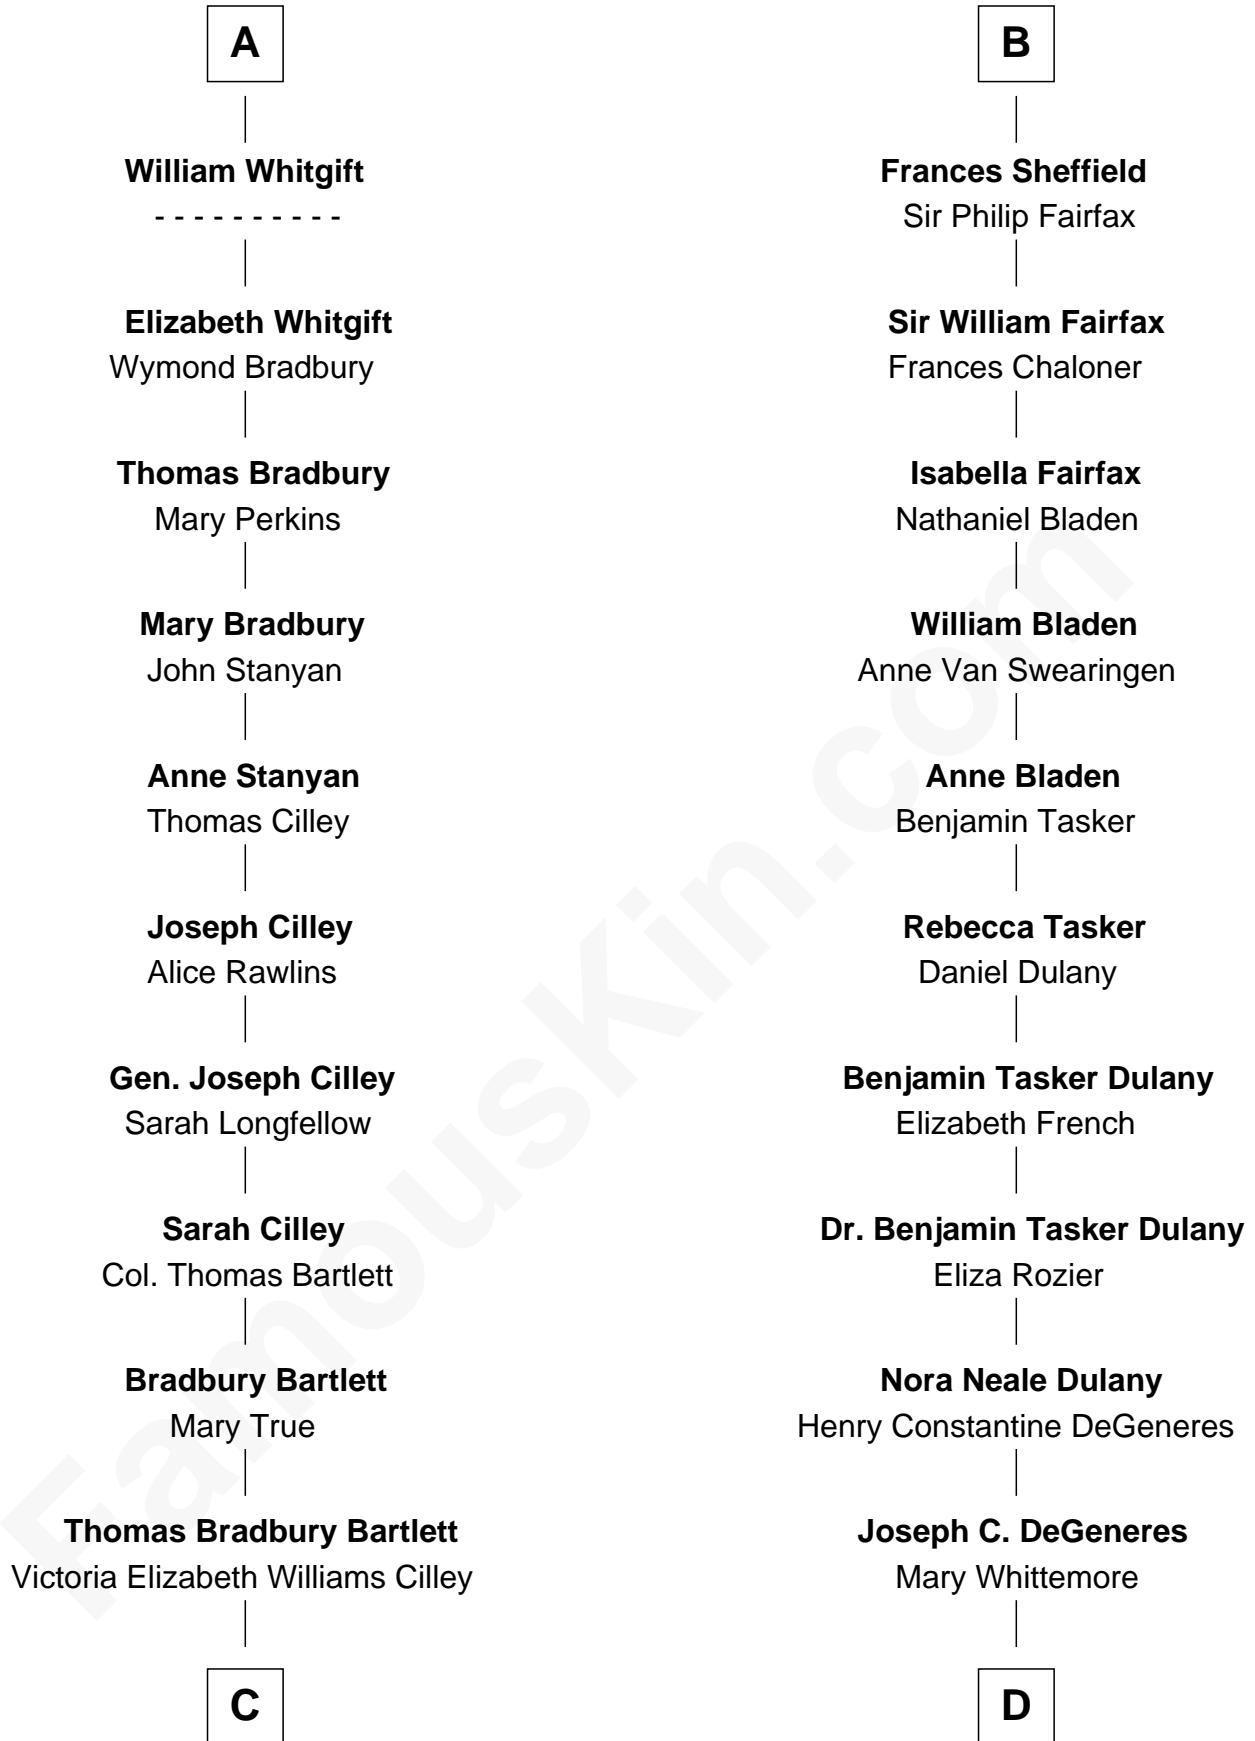 A
William Whitgift
- - - - - - - - - -
Elizabeth Whitgift
Wymond Bradbury
Thomas Bradbury
Mary Perkins
Mary Bradbury
John Stanyan
Anne Stanyan
Thomas Cilley
Joseph Cilley
Alice Rawlins
Gen. Joseph Cilley
Sarah Longfellow
Sarah Cilley
Col. Thomas Bartlett
Bradbury Bartlett
Mary True
Thomas Bradbury Bartlett
Victoria Elizabeth Williams Cilley
C
B
Frances Sheffield
Sir Philip Fairfax
Sir William Fairfax
Frances Chaloner
Isabella Fairfax
Nathaniel Bladen
William Bladen
Anne Van Swearingen
Anne Bladen
Benjamin Tasker
Rebecca Tasker
Daniel Dulany
Benjamin Tasker Dulany
Elizabeth French
Dr. Benjamin Tasker Dulany
Eliza Rozier
Nora Neale Dulany
Henry Constantine DeGeneres
Joseph C. DeGeneres
Mary Whittemore
D
FamousKin.com